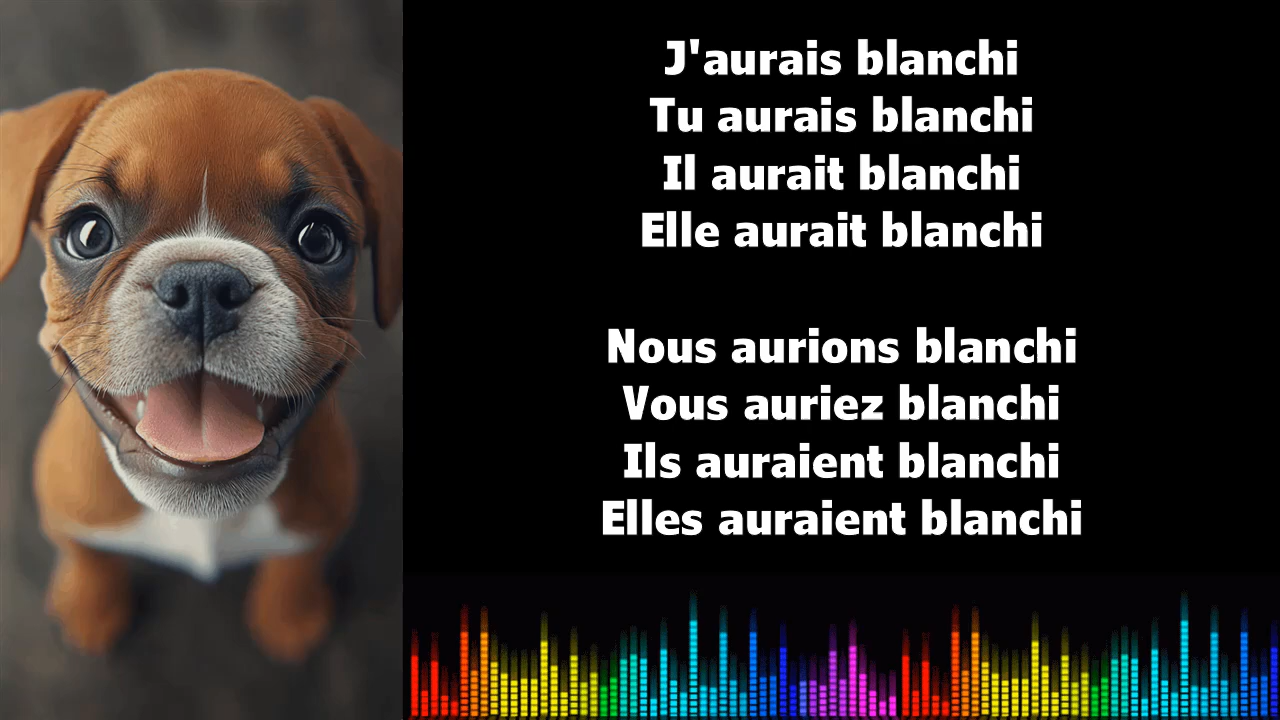 J'aurais blanchi
Tu aurais blanchi
Il aurait blanchi
Elle aurait blanchi
Nous aurions blanchi
Vous auriez blanchi
Ils auraient blanchi
Elles auraient blanchi